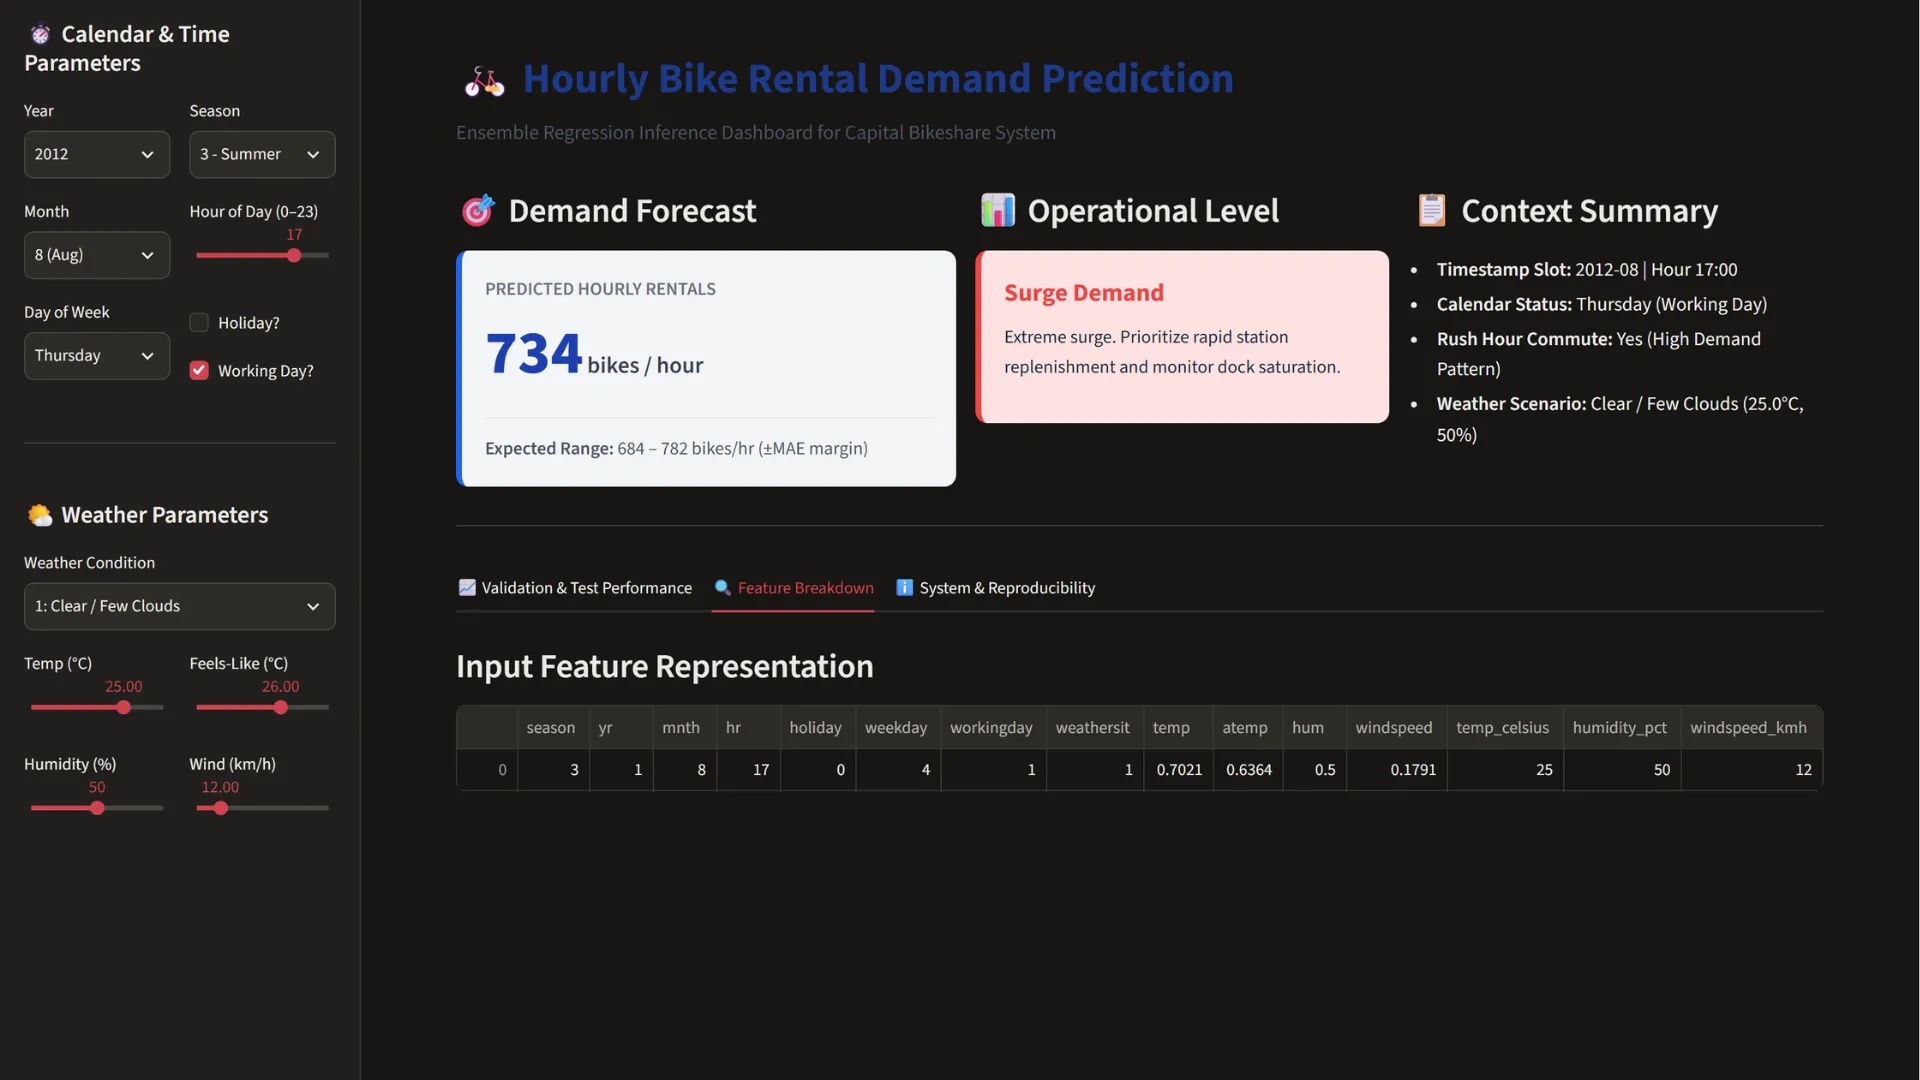 Calendar & Time
Parameters
Year
Season
2012
3 - Summer
Month
Hour of Day (0–23)
17
8 (Aug)
Day of Week
Holiday?
Thursday
Working Day?
Weather Parameters
Weather Condition
1: Clear / Few Clouds
Temp (°C)
Feels-Like (°C)
25.00
26.00
Humidity (%)
Wind (km/h)
50
12.00
Hourly Bike Rental Demand Prediction
Ensemble Regression Inference Dashboard for Capital Bikeshare System
Demand Forecast
PREDICTED HOURLY RENTALS
734 bikes / hour
Expected Range: 684 – 782 bikes/hr (±MAE margin)
Operational Level
Surge Demand
Extreme surge. Prioritize rapid station
replenishment and monitor dock saturation.
Context Summary
• Timestamp Slot: 2012-08 | Hour 17:00
• Calendar Status: Thursday (Working Day)
• Rush Hour Commute: Yes (High Demand
Pattern)
• Weather Scenario: Clear / Few Clouds (25.0°C,
50%)
Validation & Test Performance Feature Breakdown System & Reproducibility
Input Feature Representation
season yr mnth hr holiday weekday workingday weathersit temp atemp hum windspeed temp_celsius humidity_pct windspeed_kmh
0 3 1 8 17 0 4 1 1 0.7021 0.6364 0.5 0.1791 25 50 12